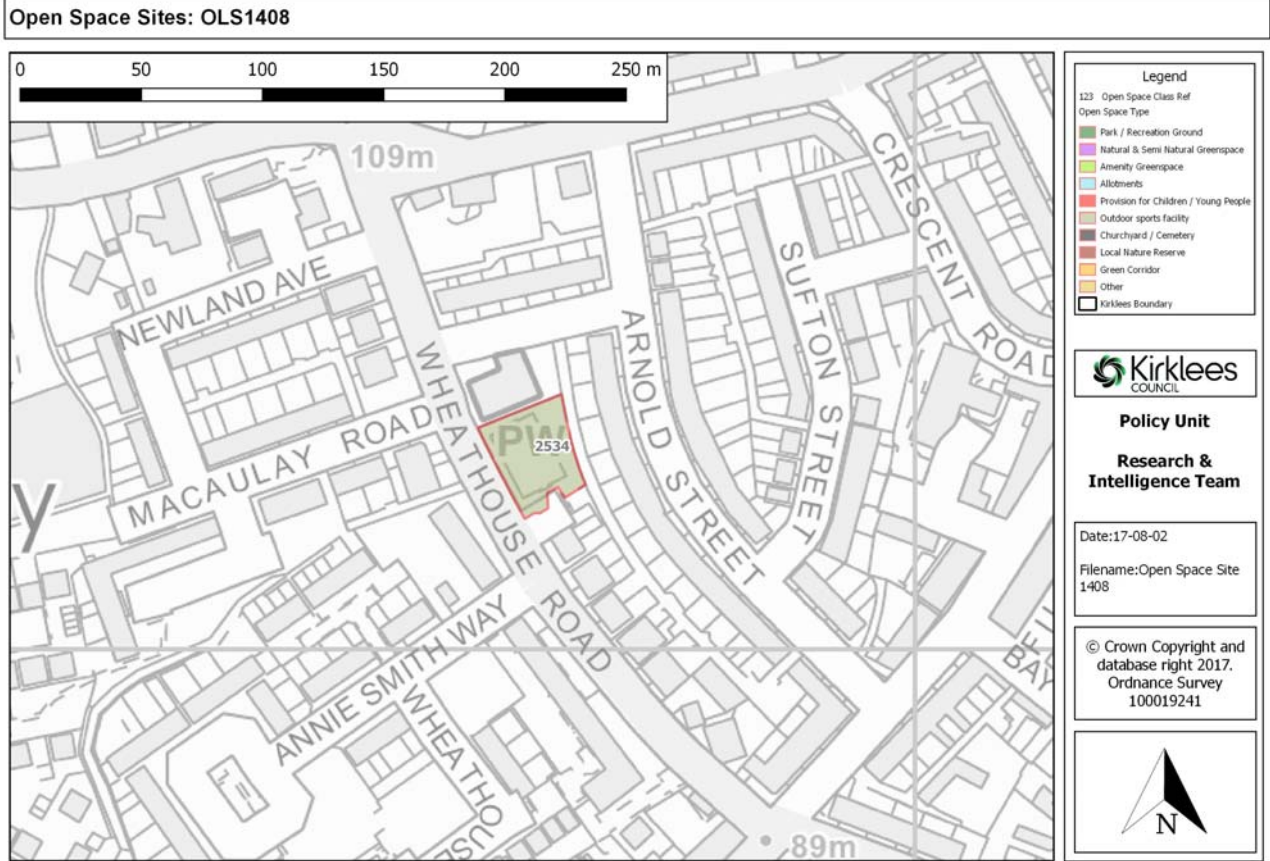 Open Space Sites: OLS1408
0 50 100 150 200 250 m
109m
NEWLAND AVE
MACAULAY ROAD
WHEATHOUSE ROAD
ARNOLD STREET
SUFTON STREET
CRESCENT ROAD
PW
2534
y
ANNIE SMITH WAY
WHEATHOUSE
BAY
89m
Legend
123 Open Space Class Ref
Open Space Type
Park / Recreation Ground
Natural & Semi Natural Greenspace
Amenity Greenspace
Allotments
Provision for Children / Young People
Outdoor sports facility
Churchyard / Cemetery
Local Nature Reserve
Green Corridor
Other
Kirklees Boundary
Kirklees
COUNCIL
Policy Unit
Research &
Intelligence Team
Date:17-08-02
Filename:Open Space Site
1408
© Crown Copyright and
database right 2017.
Ordnance Survey
100019241
N